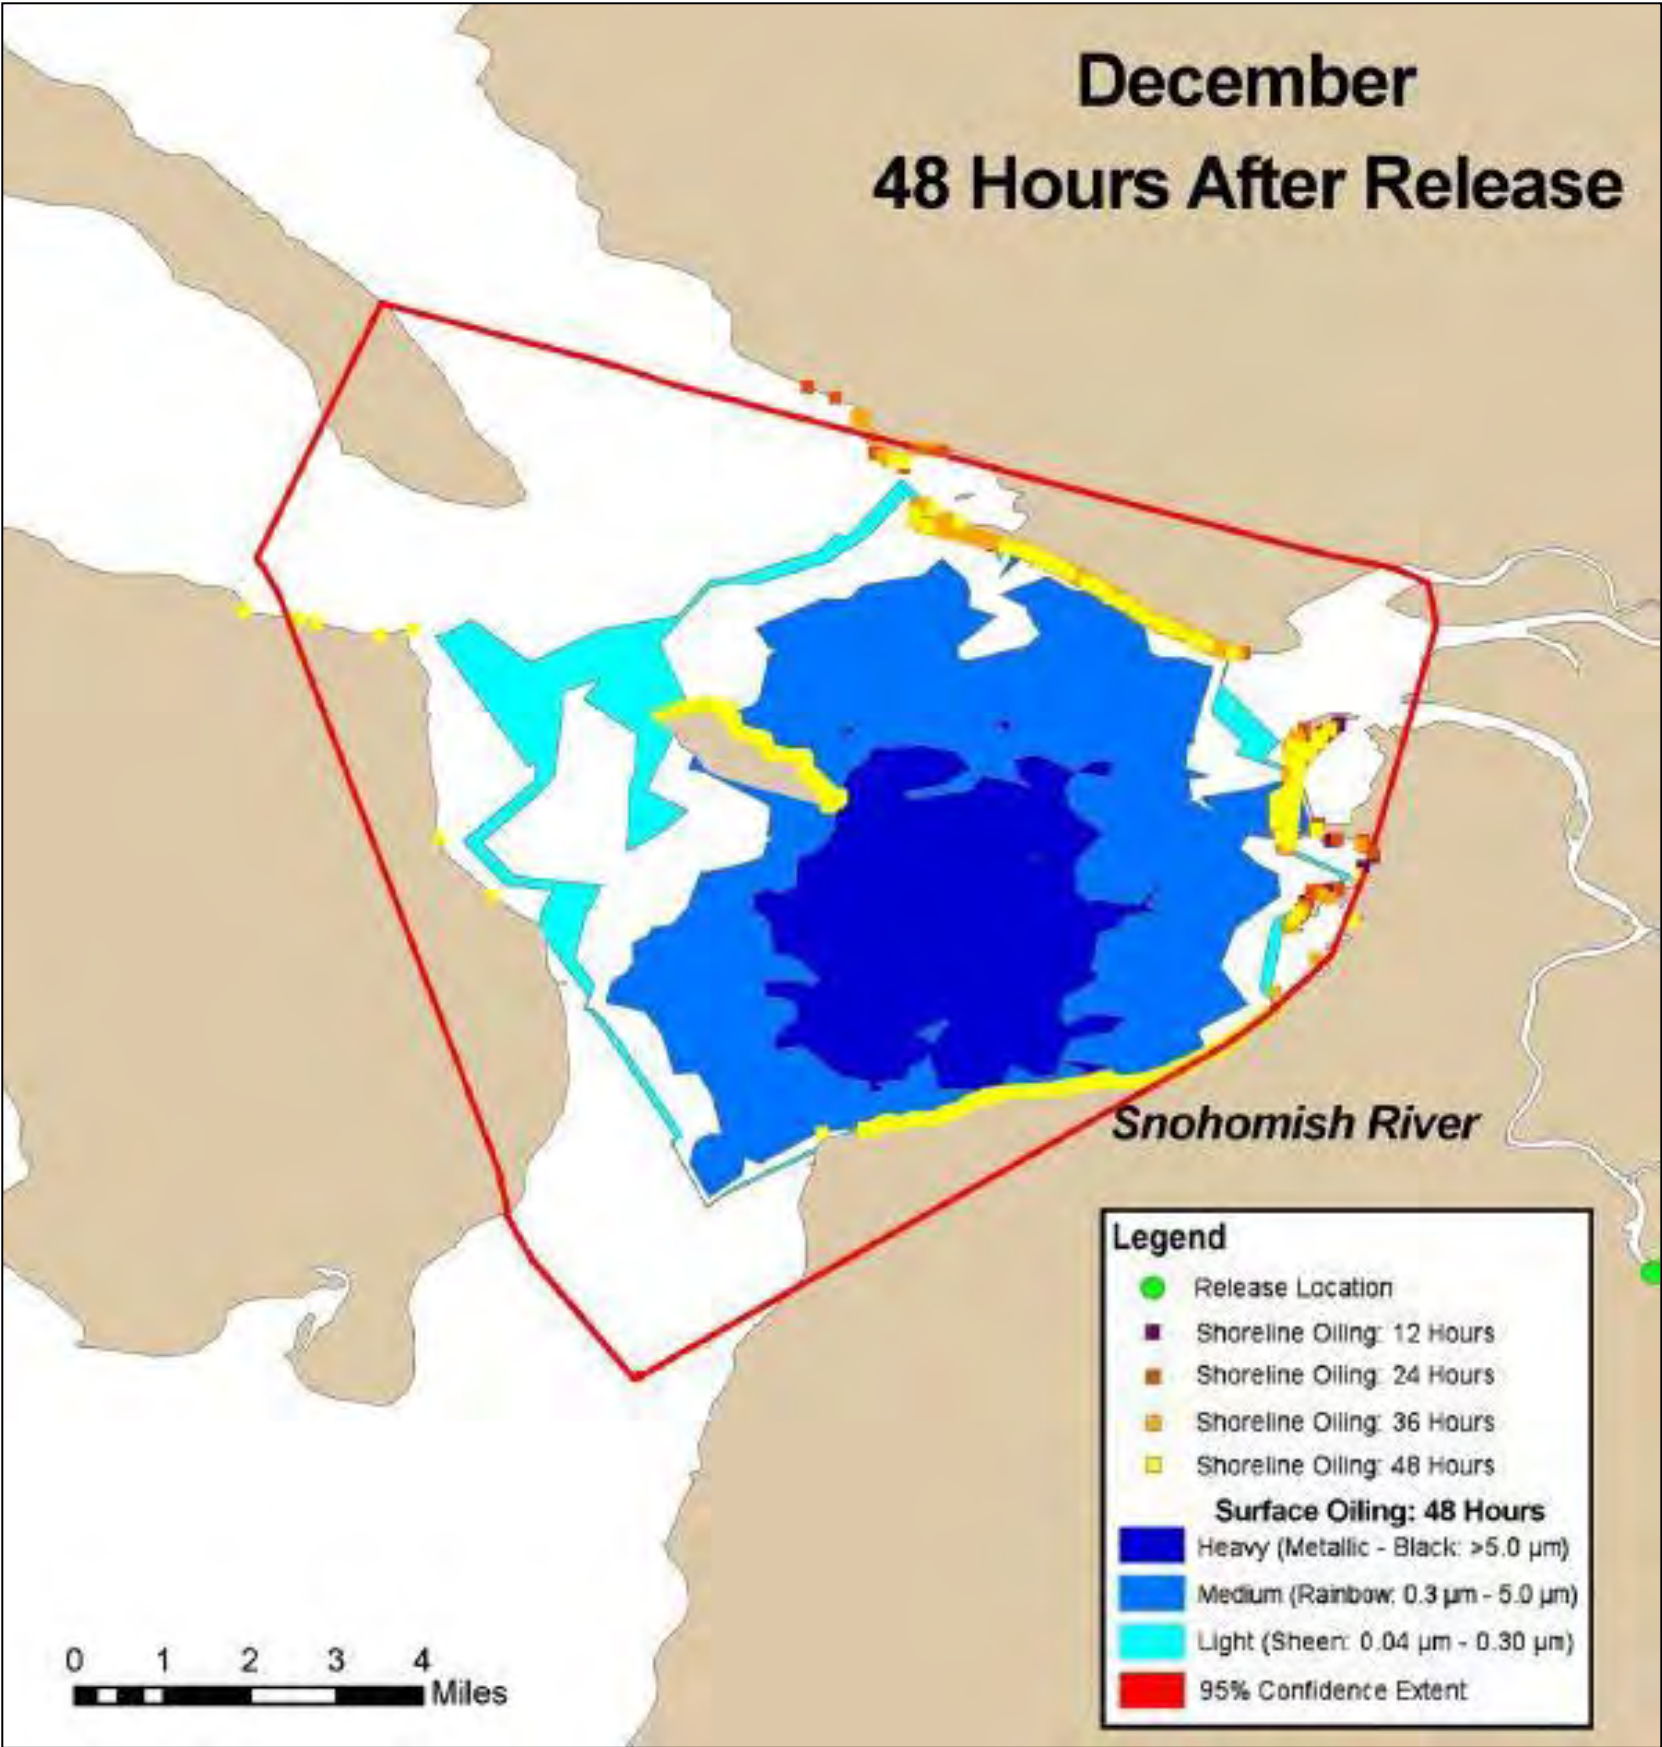 December
48 Hours After Release
Snohomish River
Legend
Release Location
Shoreline Oiling: 12 Hours
Shoreline Oiling: 24 Hours
Shoreline Oiling: 36 Hours
Shoreline Oiling: 48 Hours
Surface Oiling: 48 Hours
Heavy (Metallic - Black: >5.0 µm)
Medium (Rainbow: 0.3 µm - 5.0 µm)
Light (Sheen: 0.04 µm - 0.30 µm)
95% Confidence Extent
0 1 2 3 4
Miles